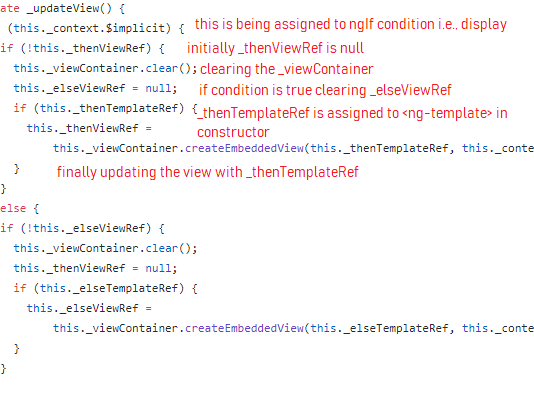 ate _updateView() {
(this._context.$implicit) { this is being assigned to ngIf condition i.e., display
if (!this._thenViewRef) { initially _thenViewRef is null
this._viewContainer.clear(); clearing the _viewContainer
this._elseViewRef = null; if condition is true clearing _elseViewRef
if (this._thenTemplateRef) { _thenTemplateRef is assigned to <ng-template> in
this._thenViewRef = constructor
this._viewContainer.createEmbeddedView(this._thenTemplateRef, this._conte
} finally updating the view with _thenTemplateRef
}
else {
if (!this._elseViewRef) {
this._viewContainer.clear();
this._thenViewRef = null;
if (this._elseTemplateRef) {
this._elseViewRef =
this._viewContainer.createEmbeddedView(this._elseTemplateRef, this._conte
}
}